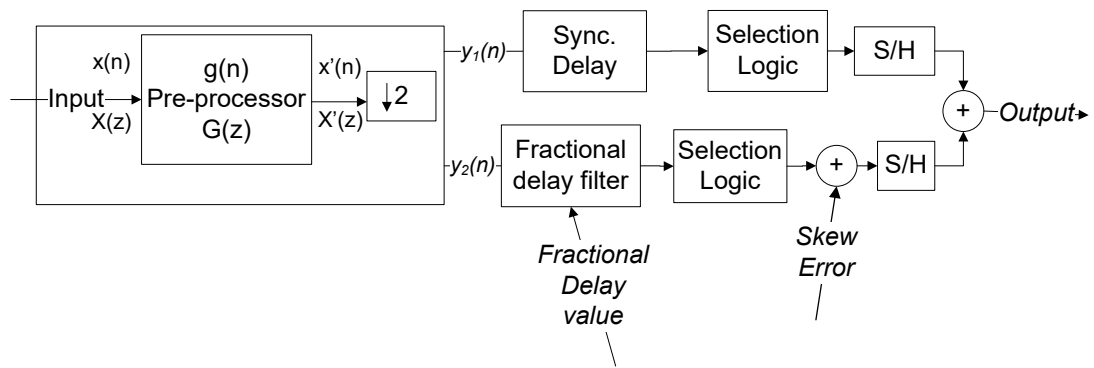 x(n)
Input
X(z)
g(n)
Pre-processor
G(z)
x'(n)
X'(z)
↓2
y₁(n)
Sync.
Delay
Selection
Logic
S/H
+
Output
y₂(n)
Fractional
delay filter
Selection
Logic
+
S/H
Fractional
Delay
value
Skew
Error